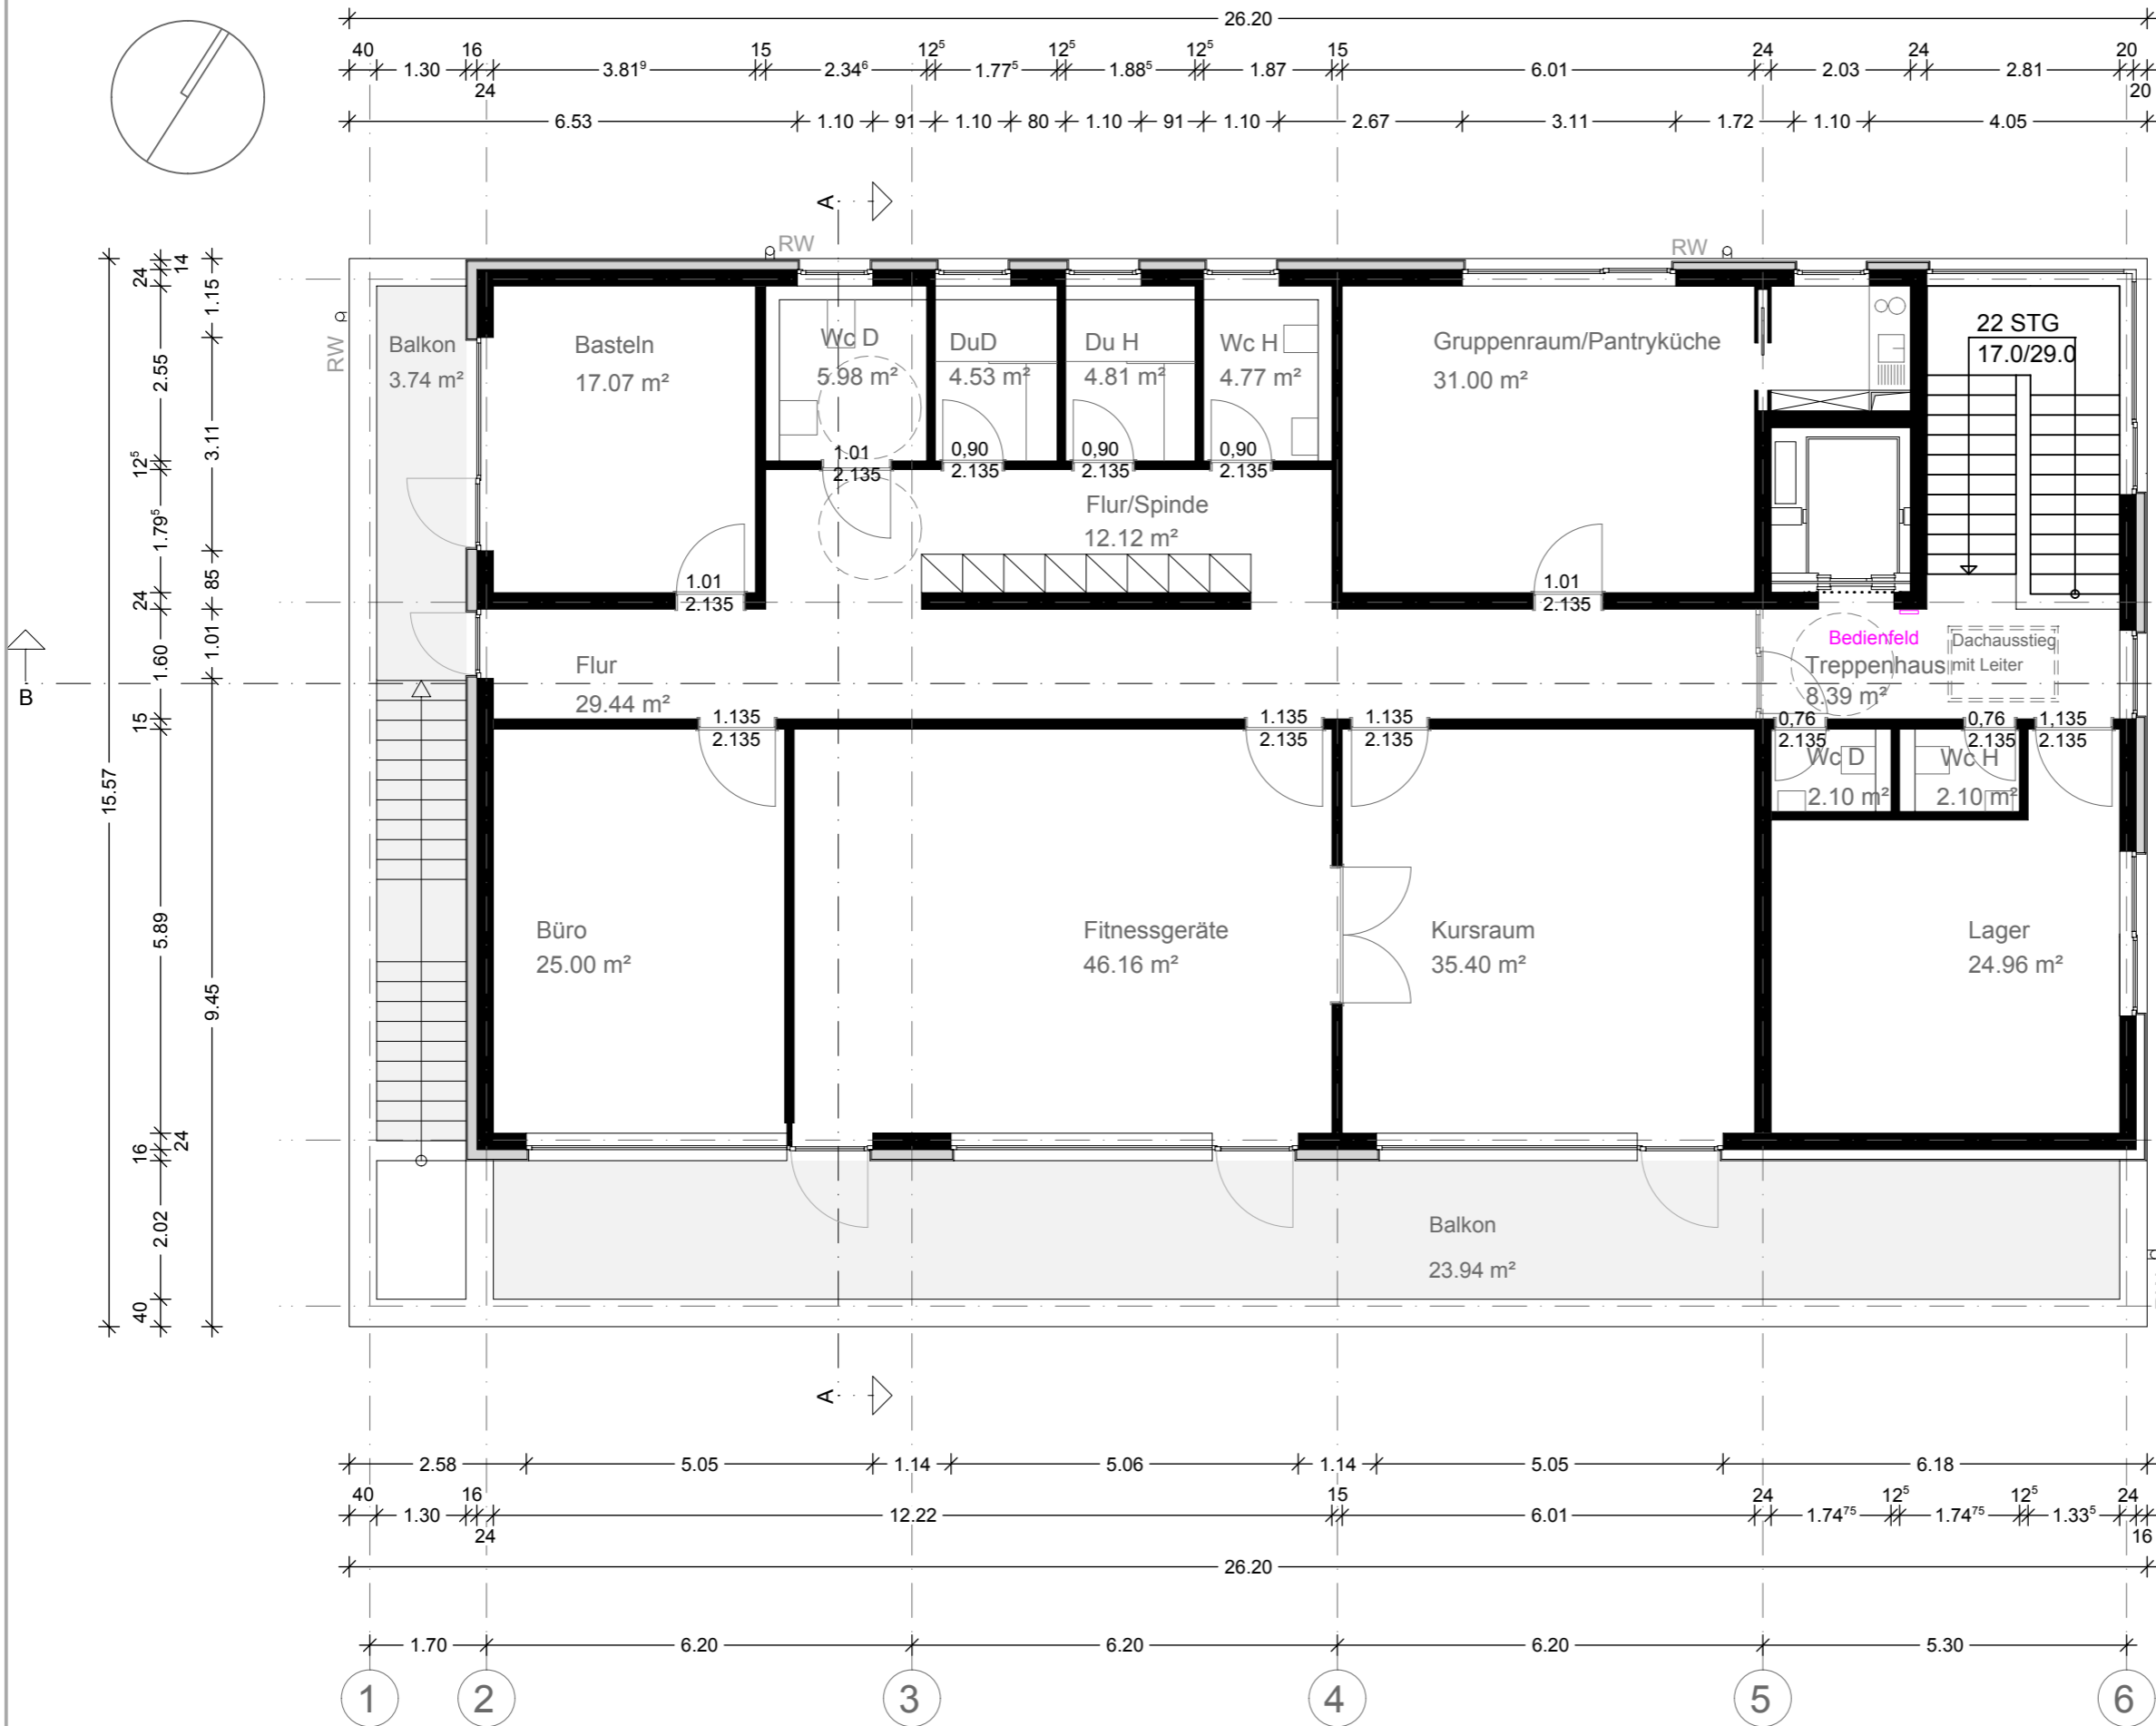 26.20
40 16 15 12⁵ 12⁵ 12⁵ 15 24 24 20
1.30 3.81⁹ 2.34⁶ 1.77⁵ 1.88⁵ 1.87 6.01 2.03 2.81
24 20
6.53 1.10 91 1.10 80 1.10 91 1.10 2.67 3.11 1.72 1.10 4.05
A
RW RW
RW
24 14
1.15
2.55
3.11
12⁵
1.79⁵
85
24
1.01
1.60
15
15.57
5.89
9.45
16 24
2.02
40
B
Balkon
3.74 m²
Basteln
17.07 m²
Wc D
5.98 m²
DuD
4.53 m²
Du H
4.81 m²
Wc H
4.77 m²
Gruppenraum/Pantryküche
31.00 m²
22 STG
17.0/29.0
1.01
2.135
0,90
2.135
0,90
2.135
0,90
2.135
Flur/Spinde
12.12 m²
1.01
2.135
1.01
2.135
Bedienfeld
Dachausstieg
mit Leiter
Treppenhaus
8.39 m²
Flur
29.44 m²
1.135
2.135
1.135
2.135
1.135
2.135
0,76
2.135
0,76
2.135
1,135
2.135
Wc D
2.10 m²
Wc H
2.10 m²
Büro
25.00 m²
Fitnessgeräte
46.16 m²
Kursraum
35.40 m²
Lager
24.96 m²
Balkon
23.94 m²
A
2.58 5.05 1.14 5.06 1.14 5.05 6.18
40 16 15 24 12⁵ 12⁵ 24
1.30 12.22 6.01 1.74⁷⁵ 1.74⁷⁵ 1.33⁵
24 16
26.20
1.70 6.20 6.20 6.20 5.30
1 2 3 4 5 6